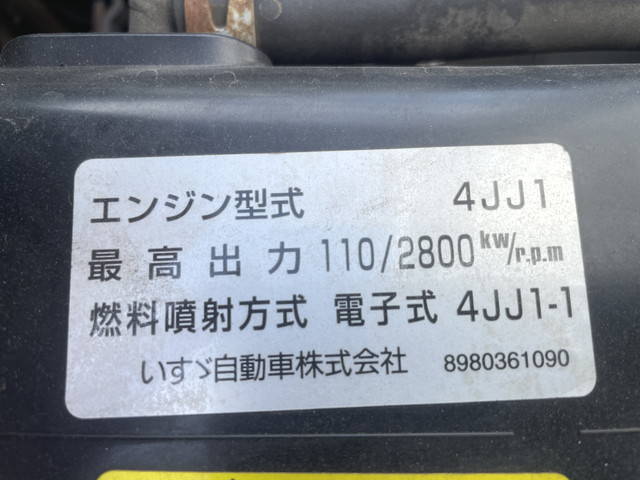 エンジン型式 4JJ1
最高出力 110/2800 kw/r.p.m
燃料噴射方式 電子式 4JJ1-1
いすゞ自動車株式会社 8980361090